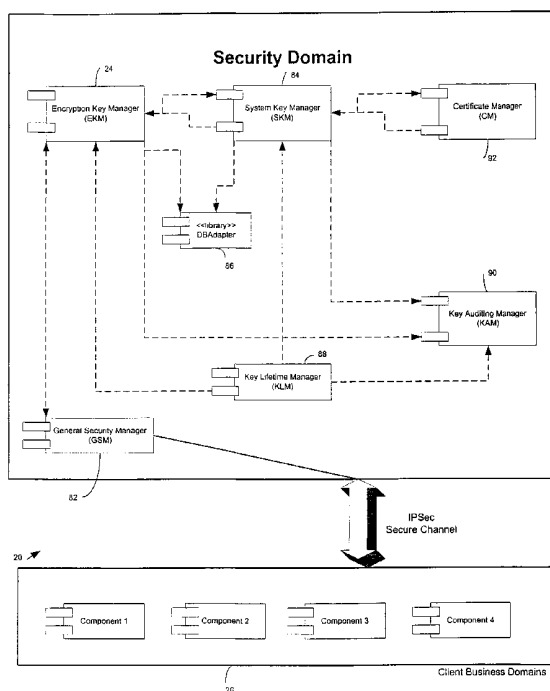 Security Domain
24
84
Encryption Key Manager
(EKM)
System Key Manager
(SKM)
Certificate Manager
(CM)
92
<<library>>
DBAdapter
86
90
Key Auditing Manager
(KAM)
88
Key Lifetime Manager
(KLM)
General Security Manager
(GSM)
82
IPSec
Secure Channel
20
Component 1
Component 2
Component 3
Component 4
Client Business Domains
26